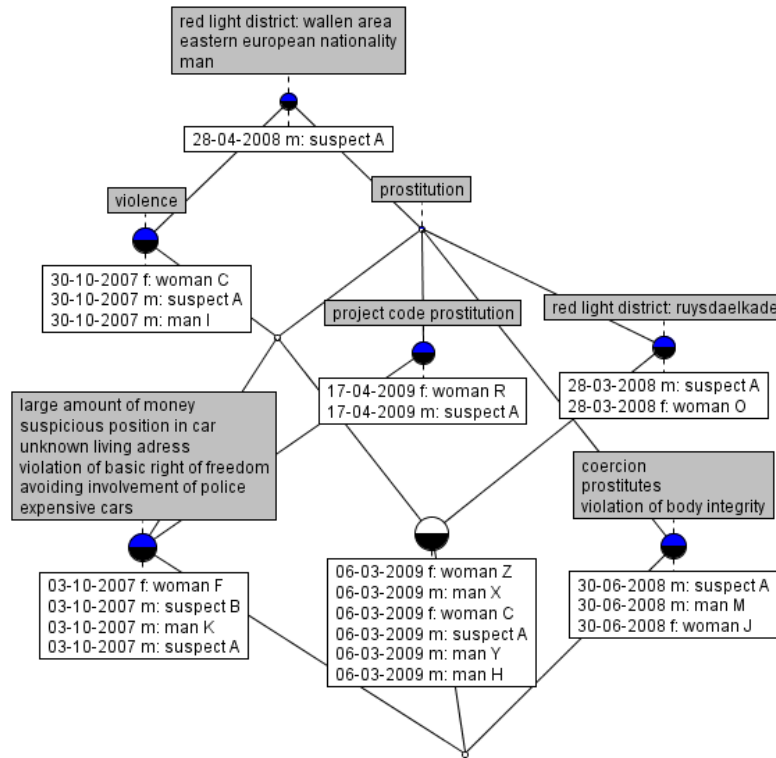 red light district: wallen area
eastern european nationality
man
28-04-2008 m: suspect A
violence
prostitution
30-10-2007 f: woman C
30-10-2007 m: suspect A
30-10-2007 m: man I
project code prostitution
red light district: ruysdaelkade
17-04-2009 f: woman R
17-04-2009 m: suspect A
28-03-2008 m: suspect A
28-03-2008 f: woman O
large amount of money
suspicious position in car
unknown living adress
violation of basic right of freedom
avoiding involvement of police
expensive cars
coercion
prostitutes
violation of body integrity
03-10-2007 f: woman F
03-10-2007 m: suspect B
03-10-2007 m: man K
03-10-2007 m: suspect A
06-03-2009 f: woman Z
06-03-2009 m: man X
06-03-2009 f: woman C
06-03-2009 m: suspect A
06-03-2009 m: man Y
06-03-2009 m: man H
30-06-2008 m: suspect A
30-06-2008 m: man M
30-06-2008 f: woman J